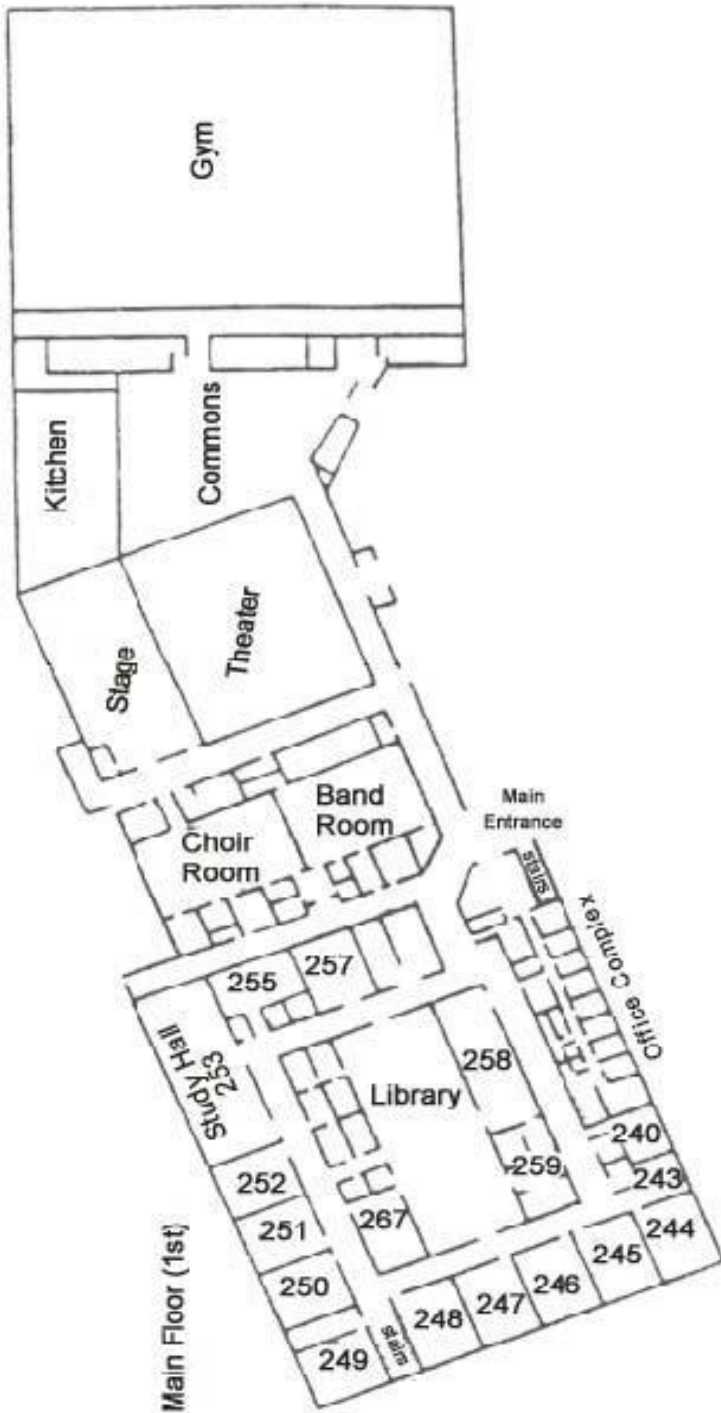 Gym
Kitchen
Commons
Stage
Theater
Main
Entrance
Band
Room
Choir
Room
stairs
Office Complex
255
257
Study Hall
253
258
Library
240
259
243
252
267
251
244
245
250
246
247
248
Main Floor (1st)
249
stairs